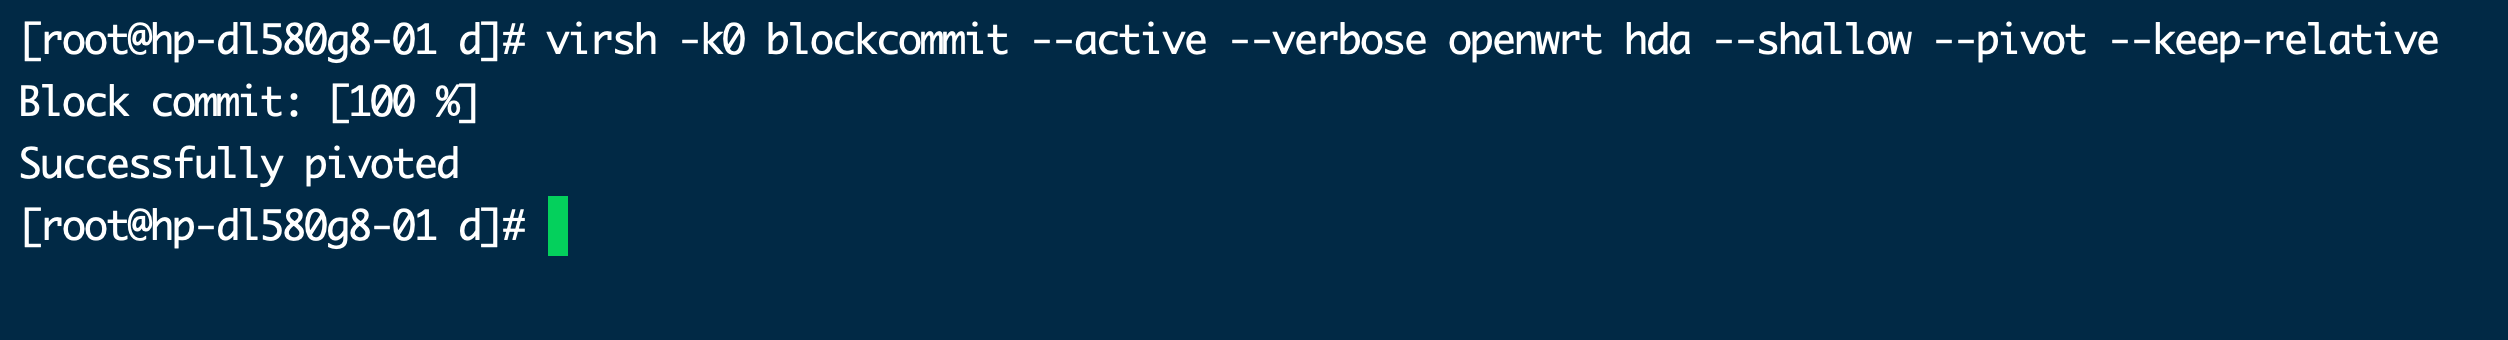 [root@hp-dl580g8-01 d]# virsh -k0 blockcommit --active --verbose openwrt hda --shallow --pivot --keep-relative
Block commit: [100 %]
Successfully pivoted
[root@hp-dl580g8-01 d]#